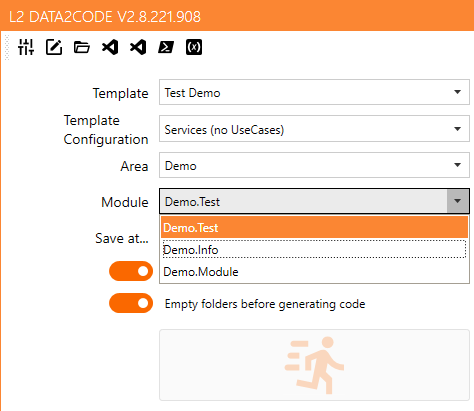 L2 DATA2CODE V2.8.221.908
Template Test Demo
Template Configuration Services (no UseCases)
Area Demo
Module Demo.Test
Demo.Test
Save at...
Demo.Info
Demo.Module
Empty folders before generating code